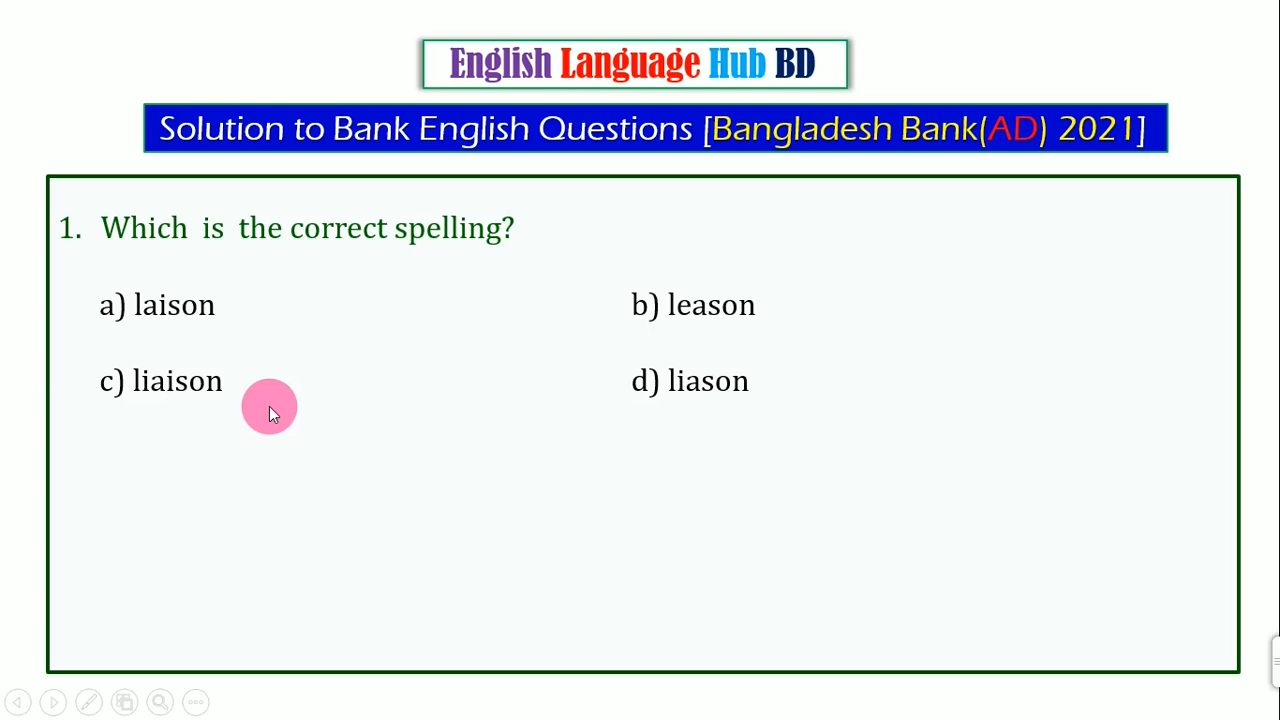 English Language Hub BD
Solution to Bank English Questions [Bangladesh Bank(AD) 2021]
1. Which is the correct spelling?
a) laison b) leason
c) liaison d) liason